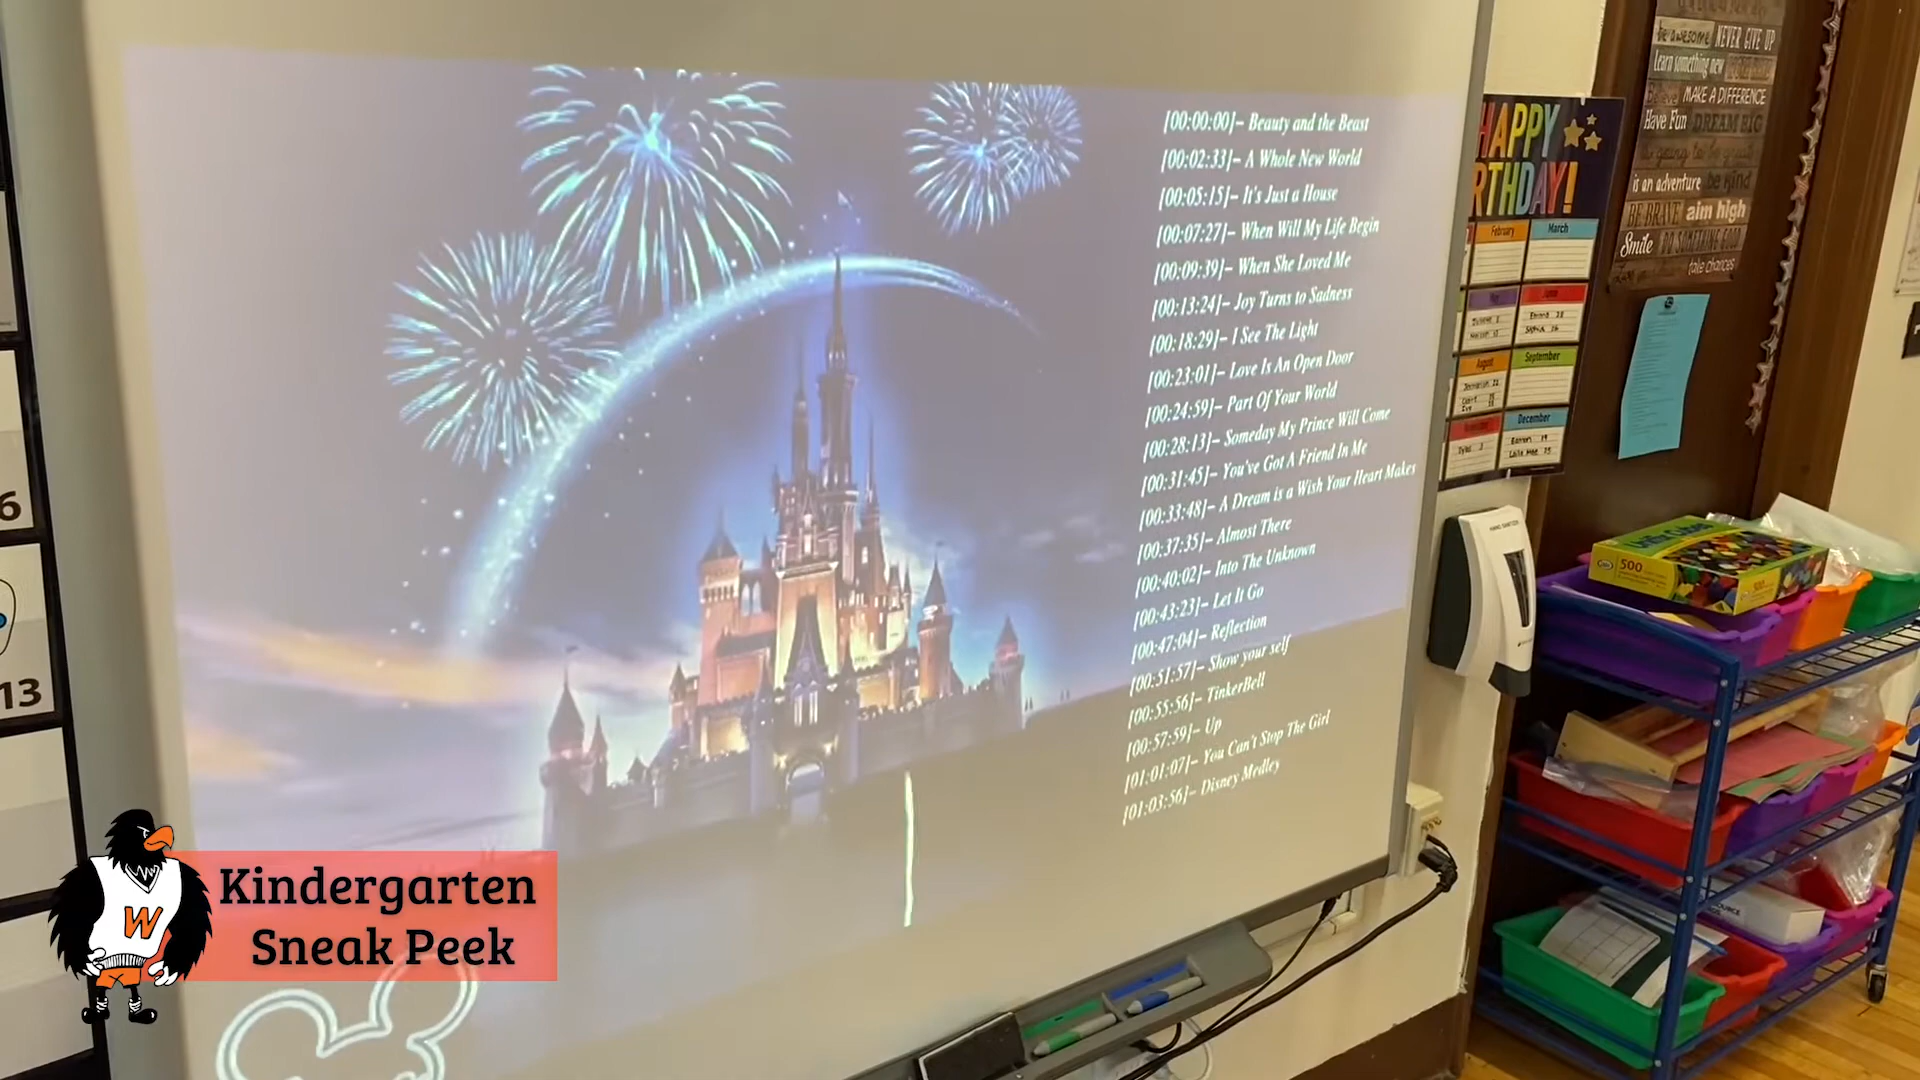 [00:00:00]– Beauty and the Beast
[00:02:33]– A Whole New World
[00:05:15]– It's Just a House
[00:07:27]– When Will My Life Begin
[00:09:39]– When She Loved Me
[00:13:24]– Joy Turns to Sadness
[00:18:29]– I See The Light
[00:23:01]– Love Is An Open Door
[00:24:59]– Part Of Your World
[00:28:13]– Someday My Prince Will Come
[00:31:45]– You've Got A Friend In Me
[00:33:48]– A Dream is a Wish Your Heart Makes
[00:37:35]– Almost There
[00:40:02]– Into The Unknown
[00:43:23]– Let It Go
[00:47:04]– Reflection
[00:51:57]– Show your self
[00:55:56]– TinkerBell
[00:57:59]– Up
[01:01:07]– You Can't Stop The Girl
[01:03:56]– Disney Medley
be awesome NEVER GIVE UP
learn something new
MAKE A DIFFERENCE
Have Fun DREAM BIG
is an adventure be kind
BE BRAVE aim high
Smile DO SOMETHING GOOD
take chances
HAPPY
RTHDAY!
February March
June
August September
December
HAND SANITIZER
500
6
13
W
Kindergarten
Sneak Peek